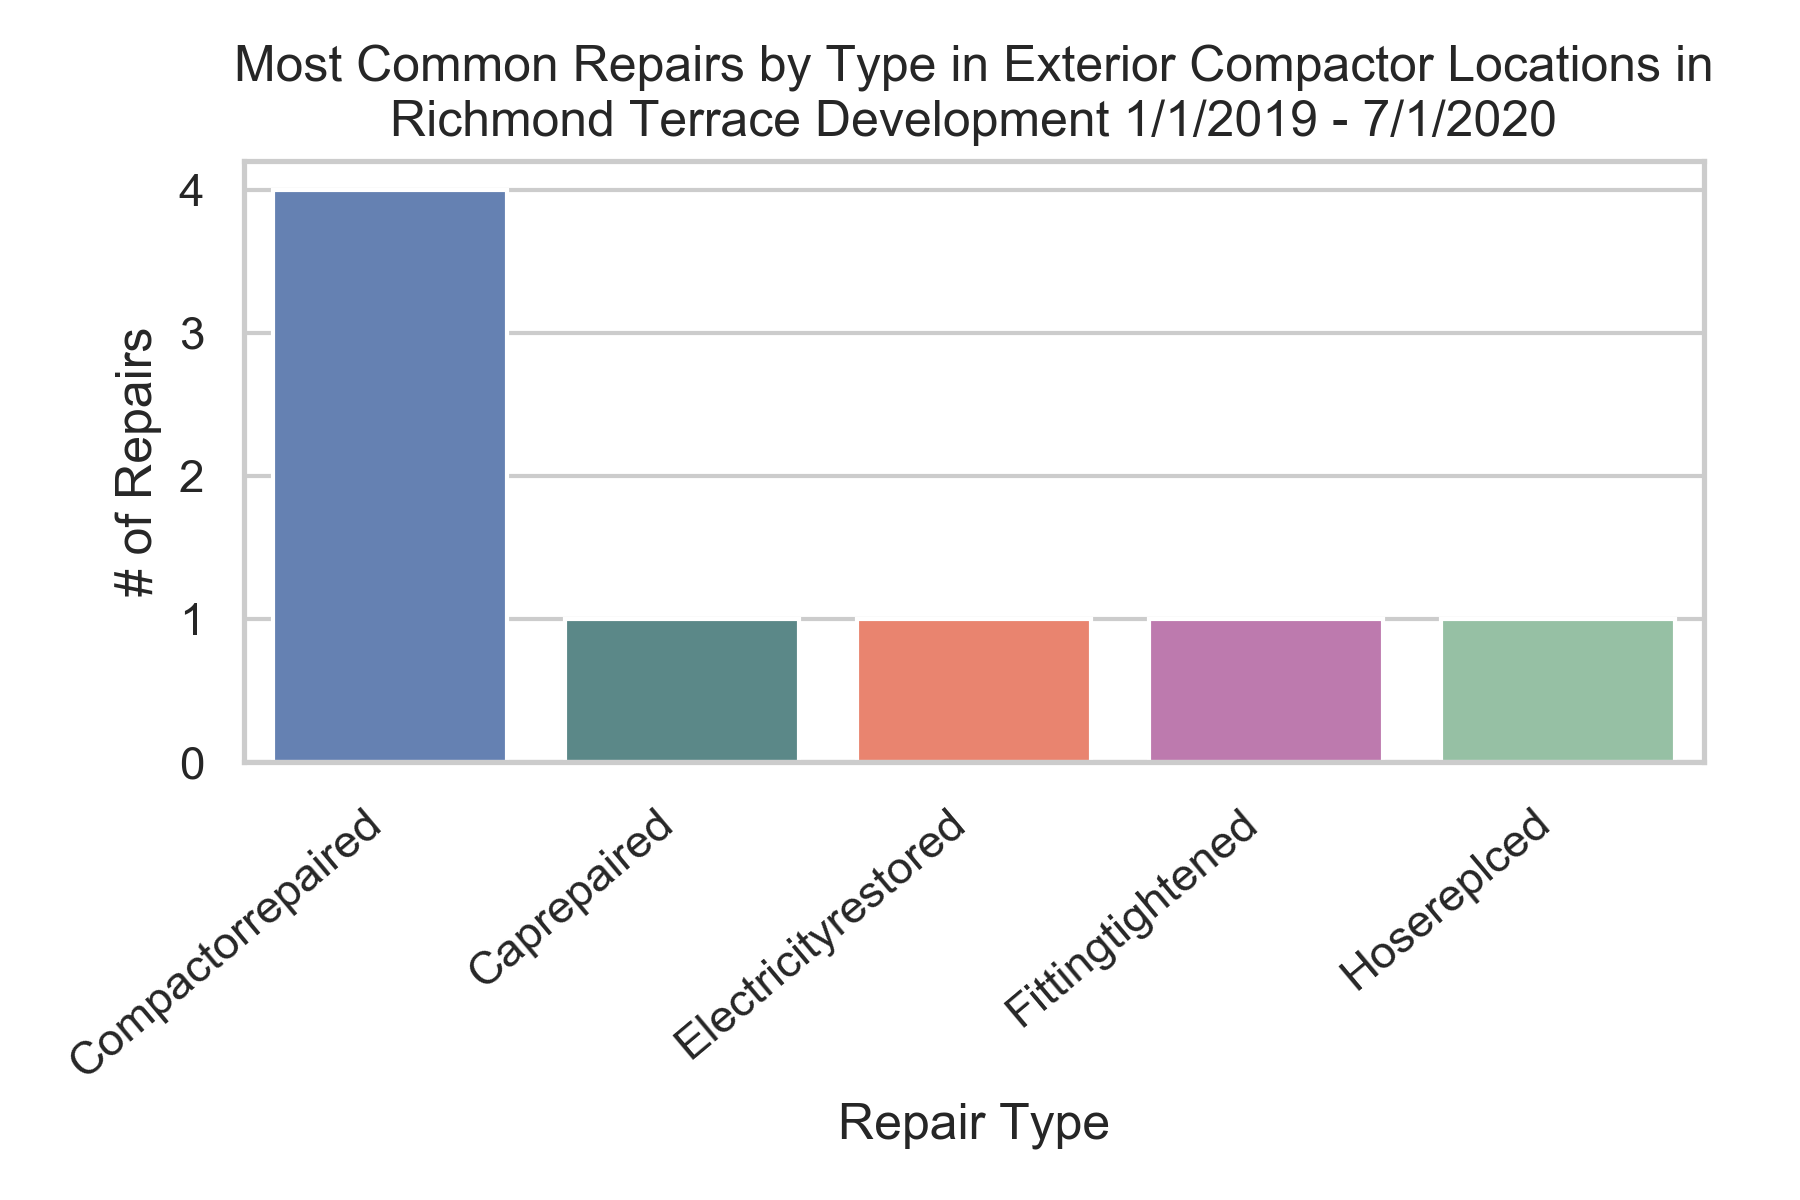 Most Common Repairs by Type in Exterior Compactor Locations in
Richmond Terrace Development 1/1/2019 - 7/1/2020
# of Repairs
4
3
2
1
0
Compactorrepaired
Caprepaired
Electricityrestored
Fittingtightened
Hosereplced
Repair Type